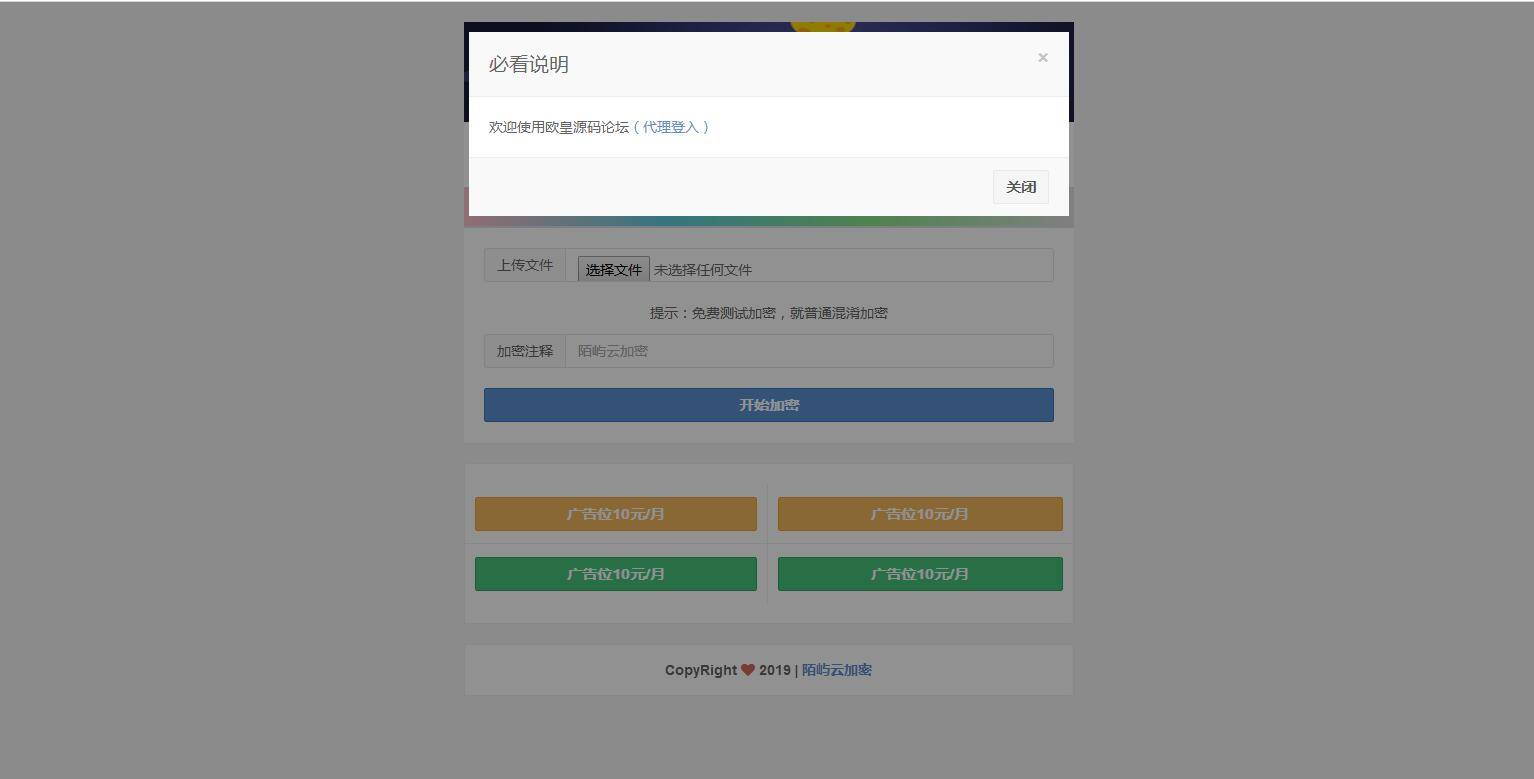 必看说明
×
欢迎使用欧皇源码论坛（代理登入）
关闭
上传文件 选择文件 未选择任何文件
提示：免费测试加密，就普通混淆加密
加密注释 陌屿云加密
开始加密
广告位10元/月 广告位10元/月
广告位10元/月 广告位10元/月
CopyRight ❤ 2019 | 陌屿云加密